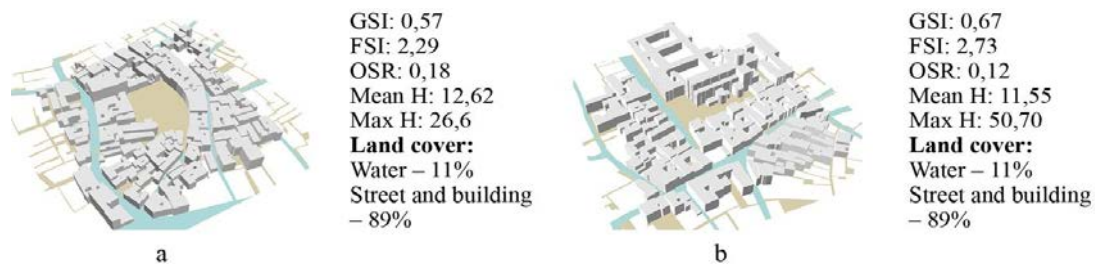 GSI: 0,57
FSI: 2,29
OSR: 0,18
Mean H: 12,62
Max H: 26,6
Land cover:
Water – 11%
Street and building
– 89%
a
GSI: 0,67
FSI: 2,73
OSR: 0,12
Mean H: 11,55
Max H: 50,70
Land cover:
Water – 11%
Street and building
– 89%
b